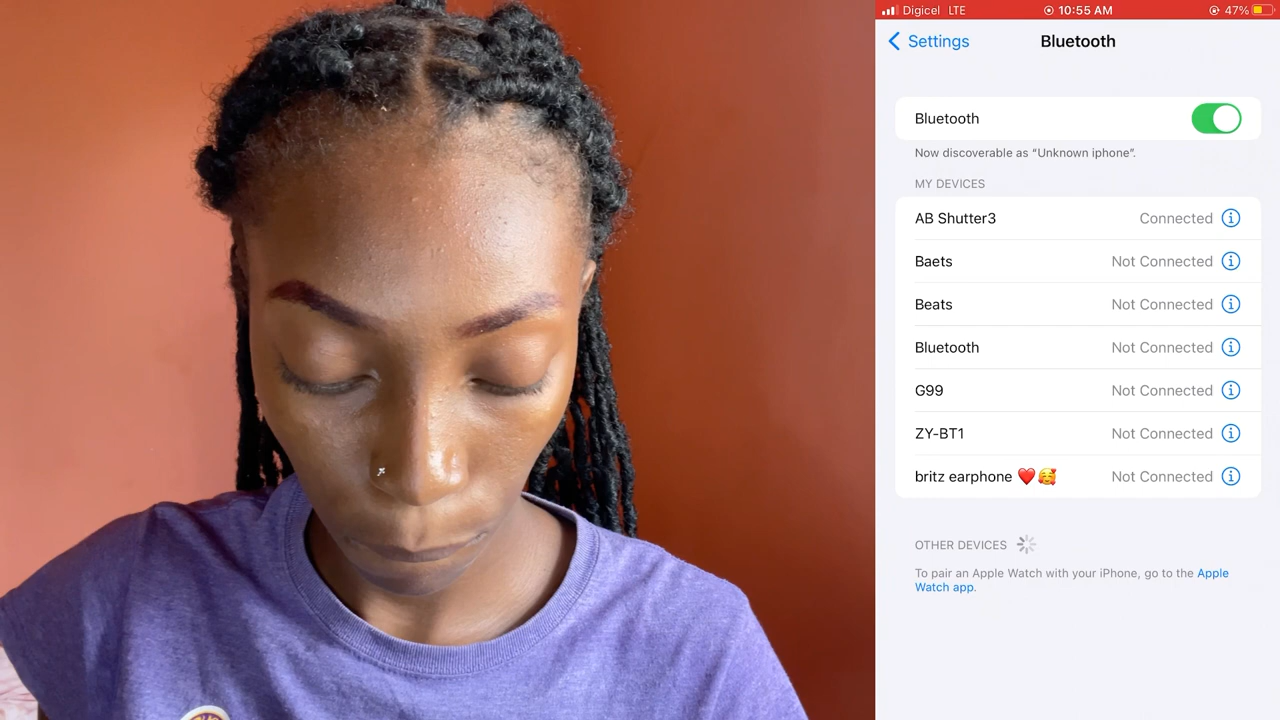 Digicel LTE 10:55 AM 47%
Settings Bluetooth
Bluetooth
Now discoverable as “Unknown iphone”.
MY DEVICES
AB Shutter3 Connected
Baets Not Connected
Beats Not Connected
Bluetooth Not Connected
G99 Not Connected
ZY-BT1 Not Connected
britz earphone ❤️🥰 Not Connected
OTHER DEVICES
To pair an Apple Watch with your iPhone, go to the Apple
Watch app.